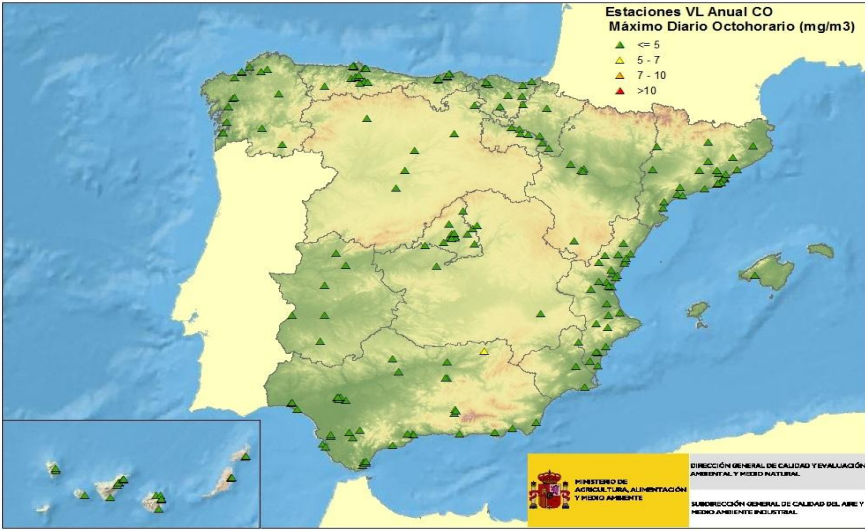 Estaciones VL Anual CO
Máximo Diario Octohorario (mg/m3)
<= 5
5 - 7
7 - 10
>10
MINISTERIO DE
AGRICULTURA, ALIMENTACIÓN
Y MEDIO AMBIENTE
DIRECCIÓN GENERAL DE CALIDAD Y EVALUACIÓN
AMBIENTAL Y MEDIO NATURAL
SUBDIRECCIÓN GENERAL DE CALIDAD DEL AIRE Y
MEDIO AMBIENTE INDUSTRIAL